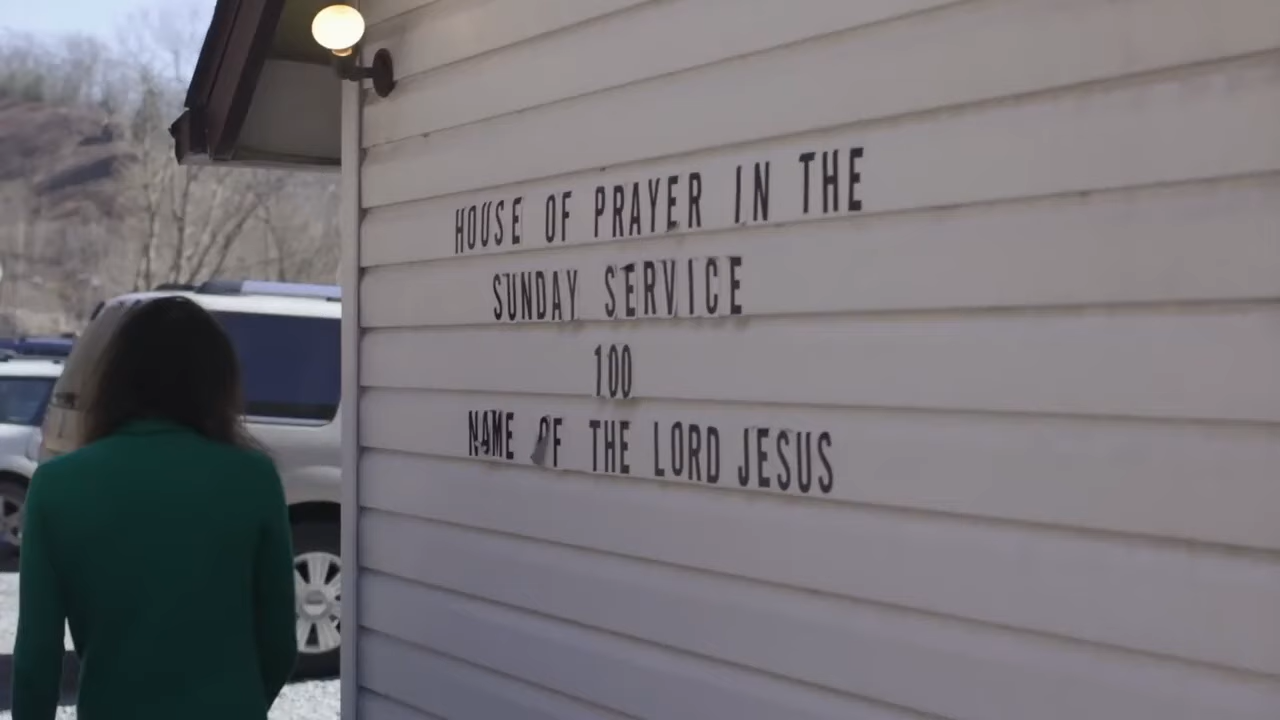 HOUSE OF PRAYER IN THE
SUNDAY SERVICE
100
NAME OF THE LORD JESUS